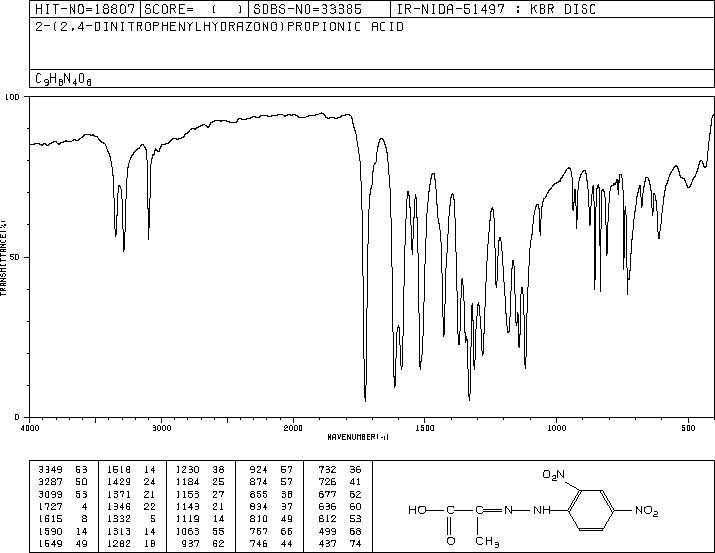 HIT-NO=18807 SCORE= ( ) SDBS-NO=33385 IR-NIDA-51497 : KBR DISC
2-(2,4-DINITROPHENYLHYDRAZONO)PROPIONIC ACID
C9H8N4O6
100
50
0
TRANSMITTANCE(%)
4000 3000 2000 1500 1000 500
WAVENUMBER(-1)
3349 53 1518 14 1230 38 924 57 732 36
3287 50 1429 24 1184 25 874 57 726 41
3099 53 1371 21 1153 27 855 38 677 62
1727 4 1346 22 1143 21 834 37 636 60
1615 8 1332 5 1119 14 810 49 612 53
1590 14 1313 14 1063 55 767 66 499 68
1549 49 1282 18 937 62 746 44 437 74
O2N
HO C C N NH NO2
O CH3